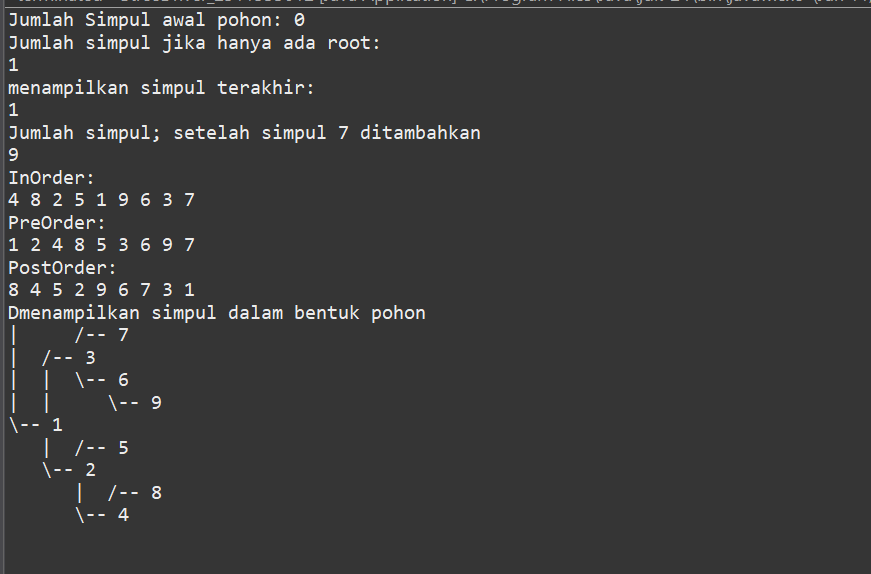 Jumlah Simpul awal pohon: 0
Jumlah simpul jika hanya ada root:
1
menampilkan simpul terakhir:
1
Jumlah simpul; setelah simpul 7 ditambahkan
9
InOrder:
4 8 2 5 1 9 6 3 7
PreOrder:
1 2 4 8 5 3 6 9 7
PostOrder:
8 4 5 2 9 6 7 3 1
Dmenampilkan simpul dalam bentuk pohon
|     /-- 7
|  /-- 3
|  |  \-- 6
|  |     \-- 9
\-- 1
   |  /-- 5
   \-- 2
      |  /-- 8
      \-- 4